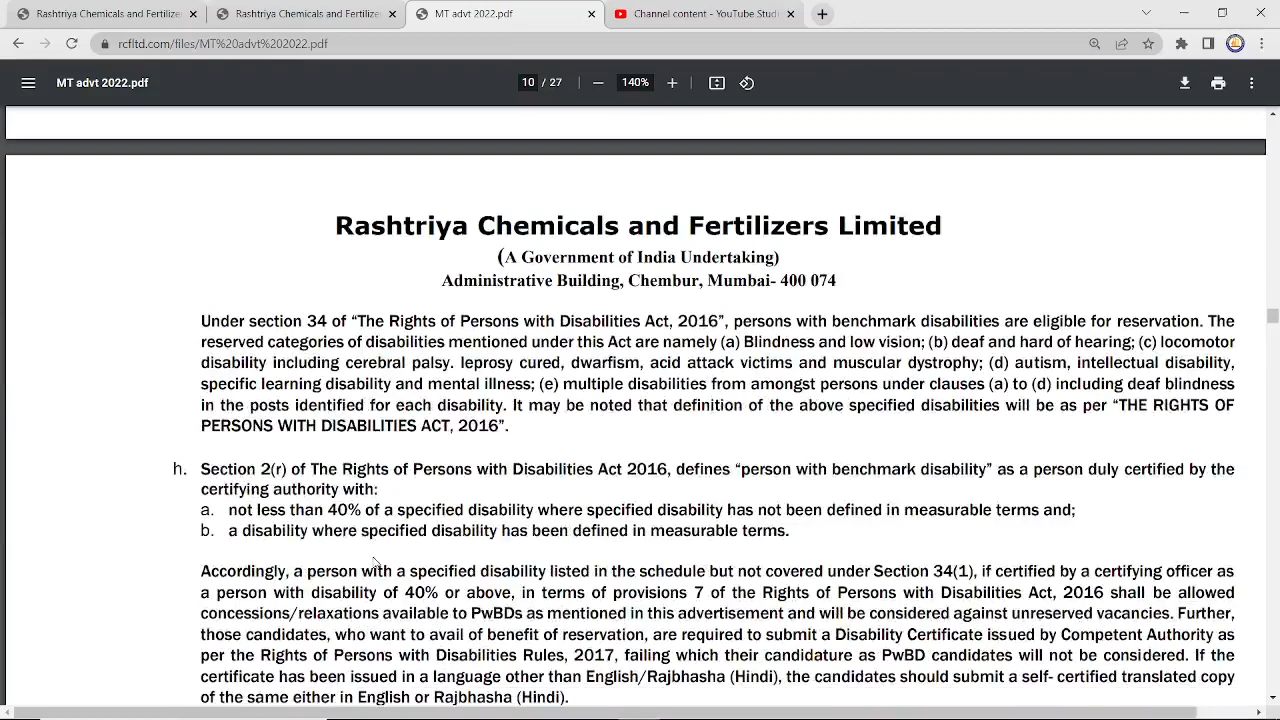 Rashtriya Chemicals and Fertilizer
Rashtriya Chemicals and Fertilizer
MT advt 2022.pdf
Channel content - YouTube Stud
rcfltd.com/files/MT%20advt%202022.pdf
MT advt 2022.pdf
10 / 27
140%
Rashtriya Chemicals and Fertilizers Limited
(A Government of India Undertaking)
Administrative Building, Chembur, Mumbai- 400 074
Under section 34 of “The Rights of Persons with Disabilities Act, 2016”, persons with benchmark disabilities are eligible for reservation. The
reserved categories of disabilities mentioned under this Act are namely (a) Blindness and low vision; (b) deaf and hard of hearing; (c) locomotor
disability including cerebral palsy. leprosy cured, dwarfism, acid attack victims and muscular dystrophy; (d) autism, intellectual disability,
specific learning disability and mental illness; (e) multiple disabilities from amongst persons under clauses (a) to (d) including deaf blindness
in the posts identified for each disability. It may be noted that definition of the above specified disabilities will be as per “THE RIGHTS OF
PERSONS WITH DISABILITIES ACT, 2016”.
h. Section 2(r) of The Rights of Persons with Disabilities Act 2016, defines “person with benchmark disability” as a person duly certified by the
certifying authority with:
a. not less than 40% of a specified disability where specified disability has not been defined in measurable terms and;
b. a disability where specified disability has been defined in measurable terms.
Accordingly, a person with a specified disability listed in the schedule but not covered under Section 34(1), if certified by a certifying officer as
a person with disability of 40% or above, in terms of provisions 7 of the Rights of Persons with Disabilities Act, 2016 shall be allowed
concessions/relaxations available to PwBDs as mentioned in this advertisement and will be considered against unreserved vacancies. Further,
those candidates, who want to avail of benefit of reservation, are required to submit a Disability Certificate issued by Competent Authority as
per the Rights of Persons with Disabilities Rules, 2017, failing which their candidature as PwBD candidates will not be considered. If the
certificate has been issued in a language other than English/Rajbhasha (Hindi), the candidates should submit a self- certified translated copy
of the same either in English or Rajbhasha (Hindi).